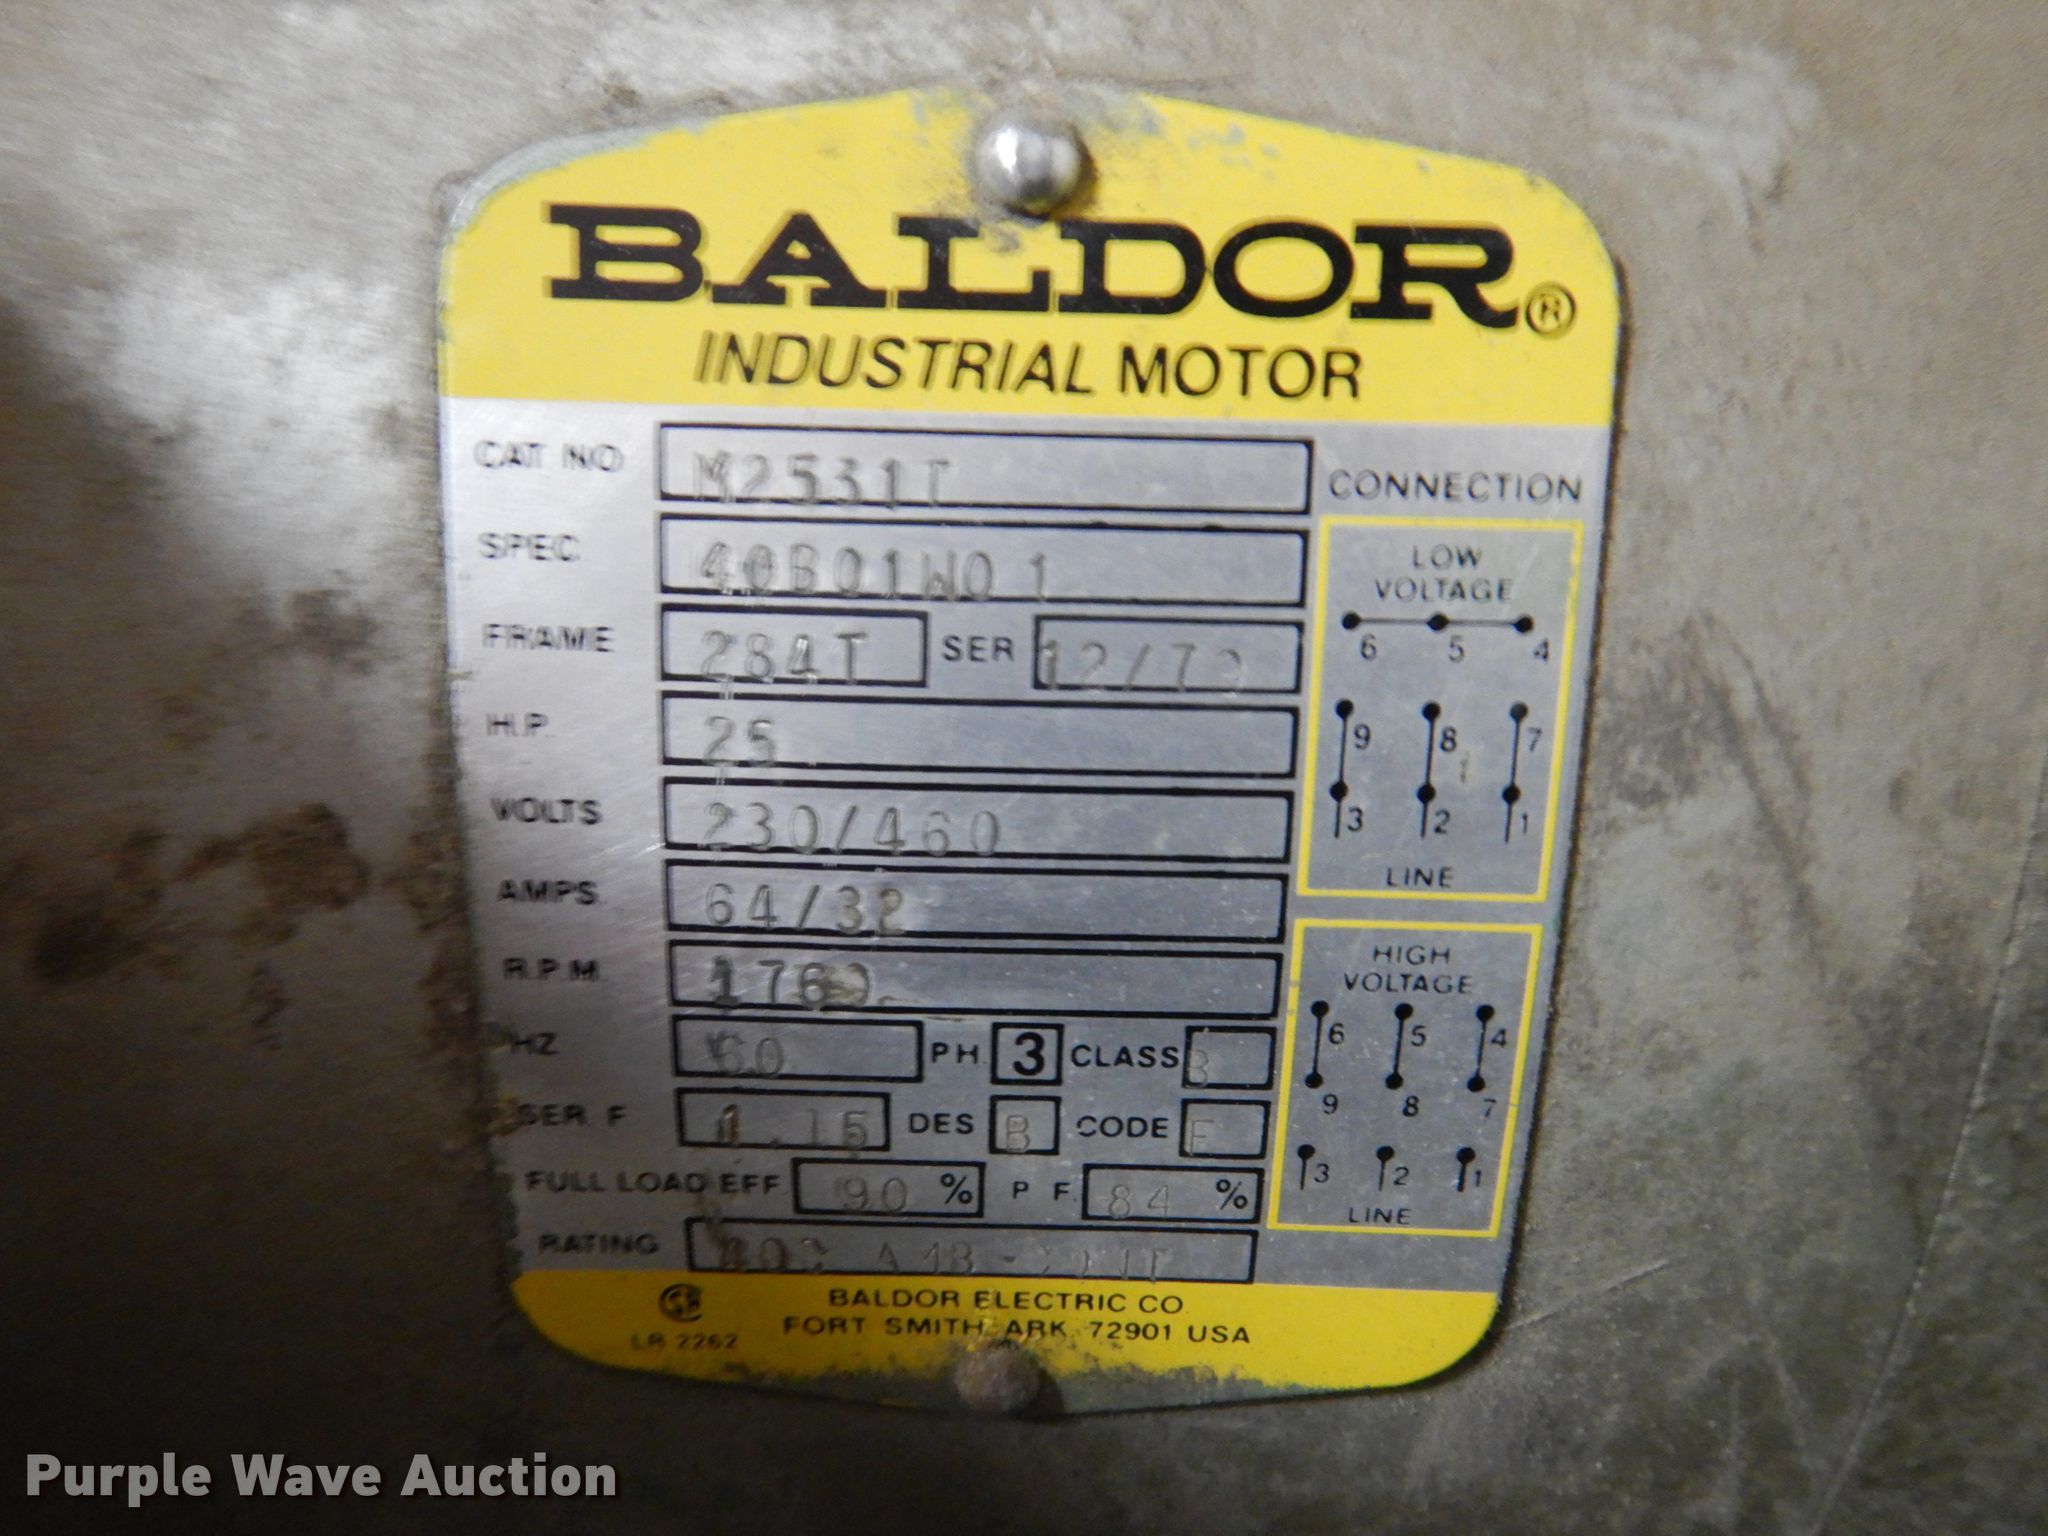 BALDOR®
INDUSTRIAL MOTOR
CAT NO M2531T
SPEC. 40B01W01
FRAME 284T SER
H.P. 25
VOLTS 230/460
AMPS. 64/32
R.P.M. 1760
HZ 60 PH. 3 CLASS B
SER. F. 1.15 DES B CODE
FULL LOAD EFF 90 % P. F. 84 %
RATING 40C
CONNECTION
LOW
VOLTAGE
6 5 4
9 8 7
3 2 1
LINE
HIGH
VOLTAGE
6 5 4
9 8 7
3 2 1
LINE
BALDOR ELECTRIC CO.
FORT SMITH, ARK. 72901 USA
LR 2262
Purple Wave Auction